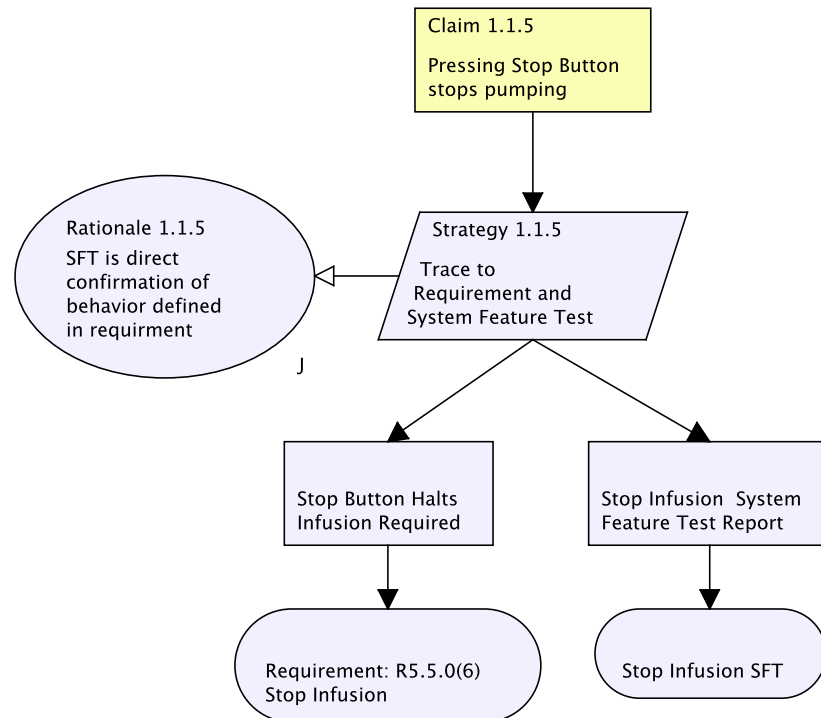 Claim 1.1.5
Pressing Stop Button
stops pumping
Rationale 1.1.5
SFT is direct
confirmation of
behavior defined
in requirment
J
Strategy 1.1.5
Trace to
Requirement and
System Feature Test
Stop Button Halts
Infusion Required
Stop Infusion System
Feature Test Report
Requirement: R5.5.0(6)
Stop Infusion
Stop Infusion SFT